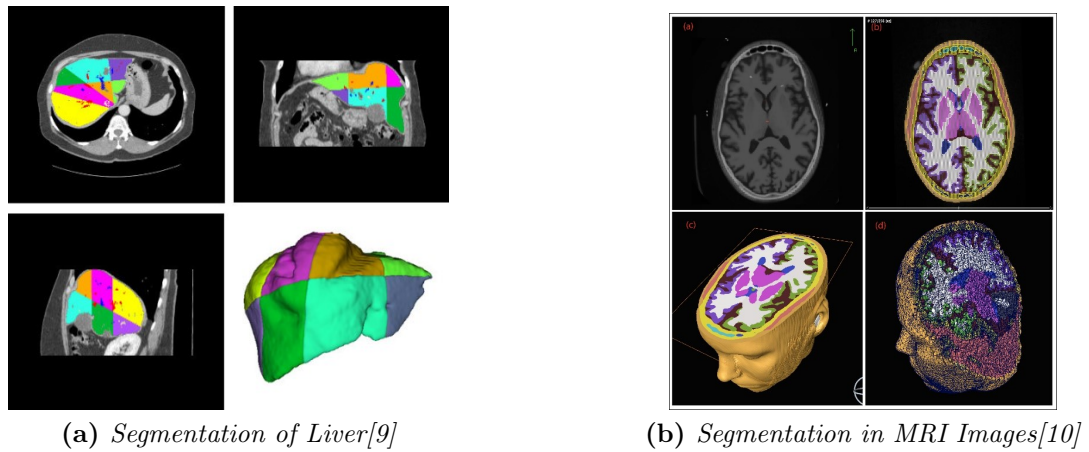 (a)
(b)
(c)
(d)
(a) Segmentation of Liver[9]
(b) Segmentation in MRI Images[10]